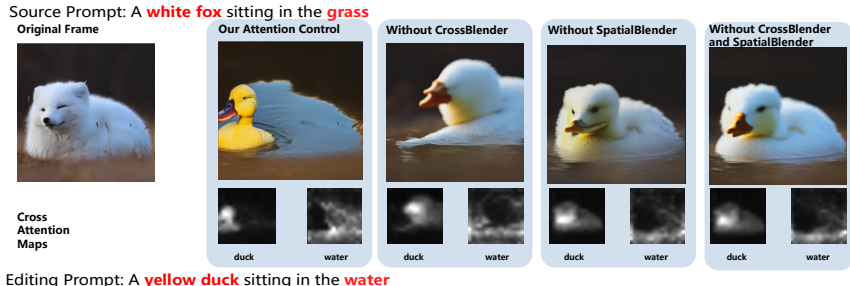 Source Prompt: A white fox sitting in the grass
Original Frame
Our Attention Control
Without CrossBlender
Without SpatialBlender
Without CrossBlender
and SpatialBlender
Cross
Attention
Maps
duck
water
duck
water
duck
water
duck
water
Editing Prompt: A yellow duck sitting in the water